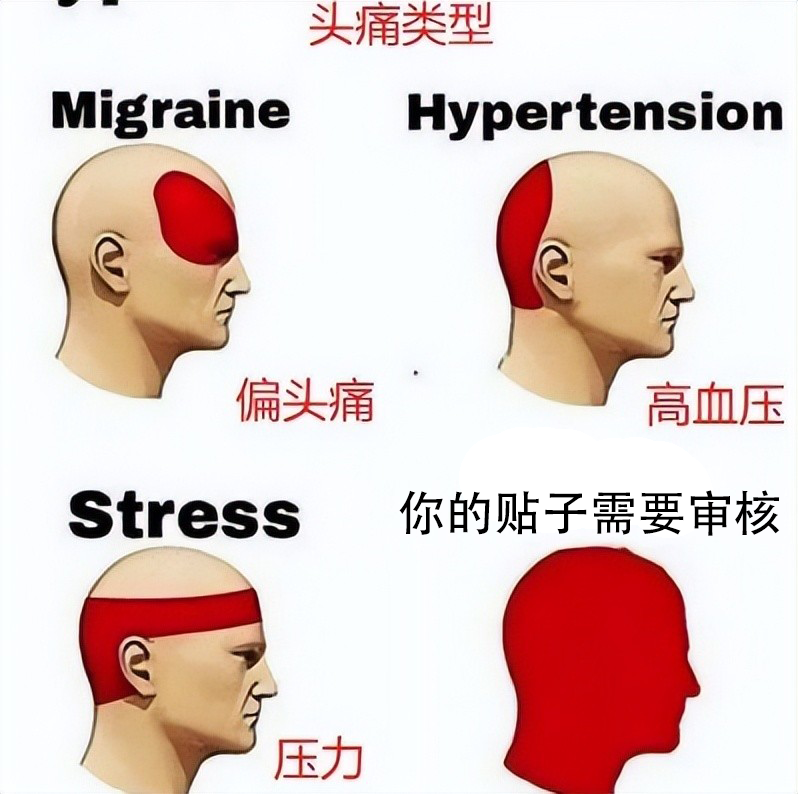 头痛类型
Migraine
Hypertension
偏头痛
高血压
Stress
你的贴子需要审核
压力